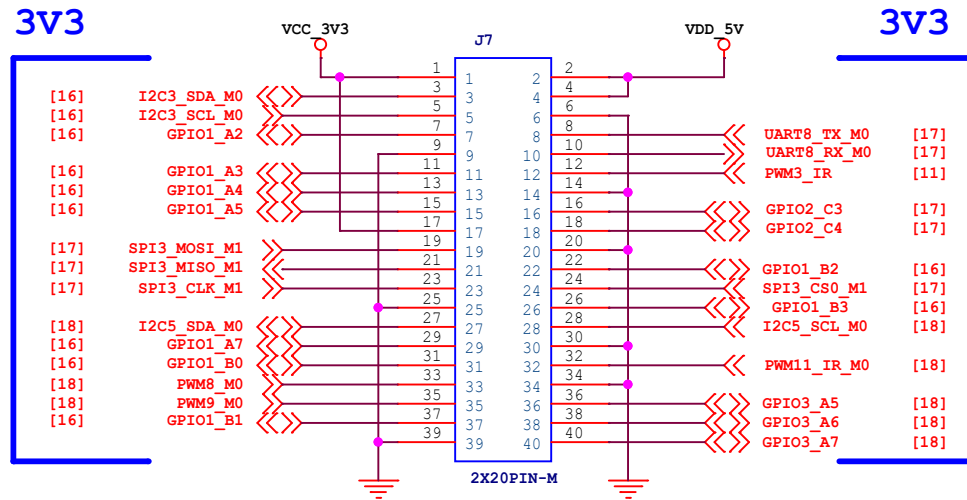 3V3 3V3
VCC_3V3 VDD_5V
J7
1 1 2 2
[16] I2C3_SDA_M0 3 3 4 4
[16] I2C3_SCL_M0 5 5 6 6
[16] GPIO1_A2 7 7 8 8 UART8_TX_M0 [17]
9 9 10 10 UART8_RX_M0 [17]
[16] GPIO1_A3 11 11 12 12 PWM3_IR [11]
[16] GPIO1_A4 13 13 14 14
[16] GPIO1_A5 15 15 16 16 GPIO2_C3 [17]
17 17 18 18 GPIO2_C4 [17]
[17] SPI3_MOSI_M1 19 19 20 20
[17] SPI3_MISO_M1 21 21 22 22 GPIO1_B2 [16]
[17] SPI3_CLK_M1 23 23 24 24 SPI3_CS0_M1 [17]
25 25 26 26 GPIO1_B3 [16]
[18] I2C5_SDA_M0 27 27 28 28 I2C5_SCL_M0 [18]
[16] GPIO1_A7 29 29 30 30
[16] GPIO1_B0 31 31 32 32 PWM11_IR_M0 [18]
[18] PWM8_M0 33 33 34 34
[18] PWM9_M0 35 35 36 36 GPIO3_A5 [18]
[16] GPIO1_B1 37 37 38 38 GPIO3_A6 [18]
39 39 40 40 GPIO3_A7 [18]
2X20PIN-M